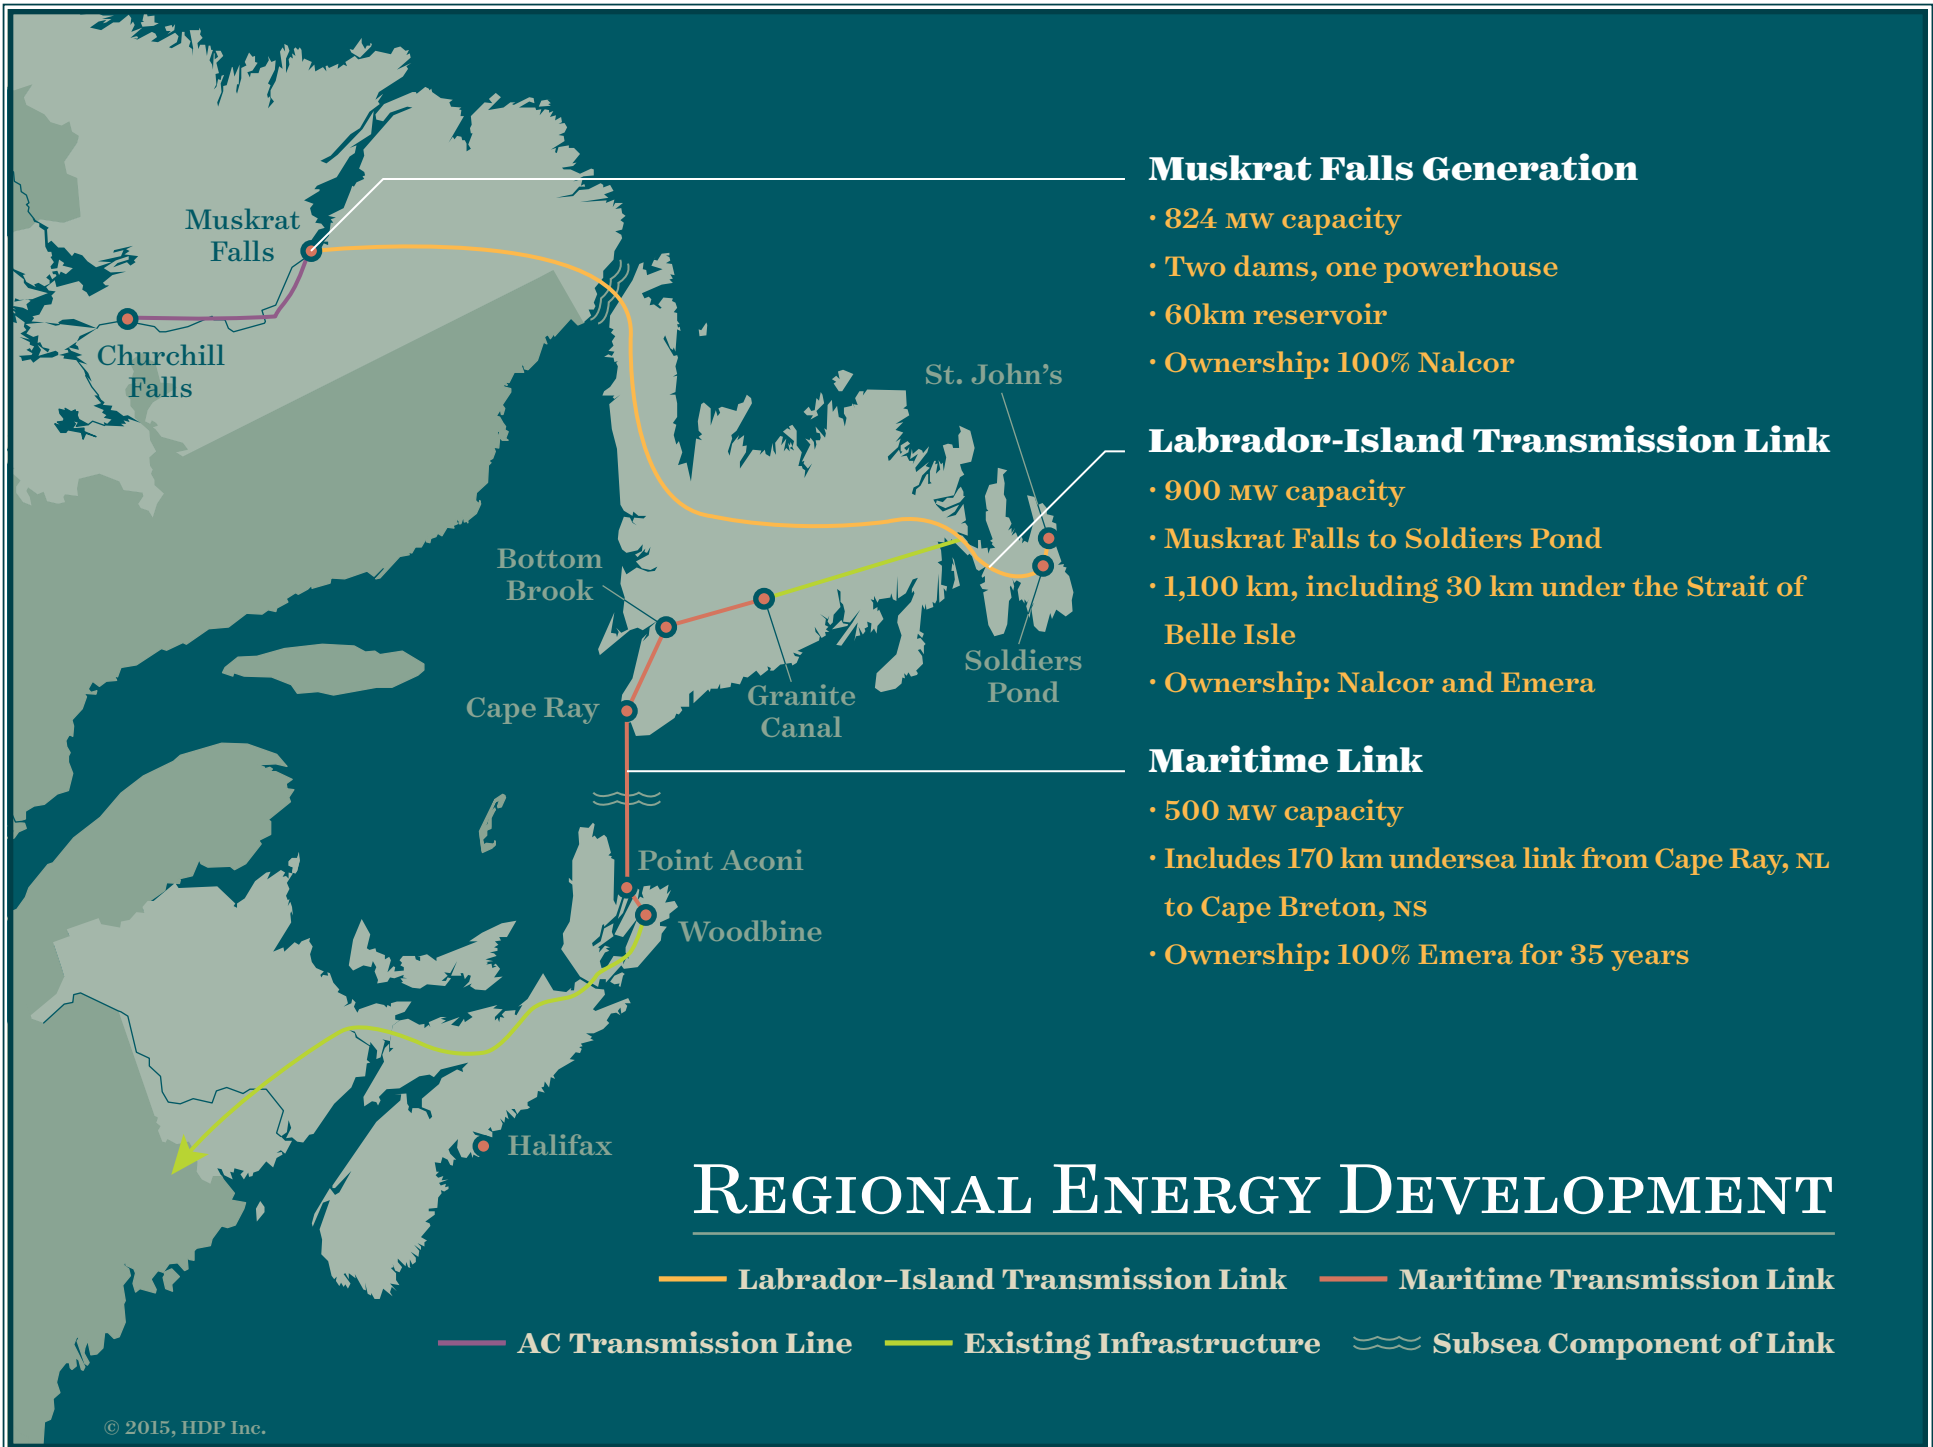 Muskrat Falls Generation
· 824 MW capacity
· Two dams, one powerhouse
· 60km reservoir
· Ownership: 100% Nalcor
Muskrat
Falls
Churchill
Falls
St. John's
Labrador-Island Transmission Link
· 900 MW capacity
· Muskrat Falls to Soldiers Pond
· 1,100 km, including 30 km under the Strait of
Belle Isle
· Ownership: Nalcor and Emera
Bottom
Brook
Soldiers
Pond
Granite
Canal
Cape Ray
Maritime Link
· 500 MW capacity
· Includes 170 km undersea link from Cape Ray, NL
to Cape Breton, NS
· Ownership: 100% Emera for 35 years
Point Aconi
Woodbine
Halifax
Regional Energy Development
Labrador–Island Transmission Link
Maritime Transmission Link
AC Transmission Line
Existing Infrastructure
Subsea Component of Link
© 2015, HDP Inc.